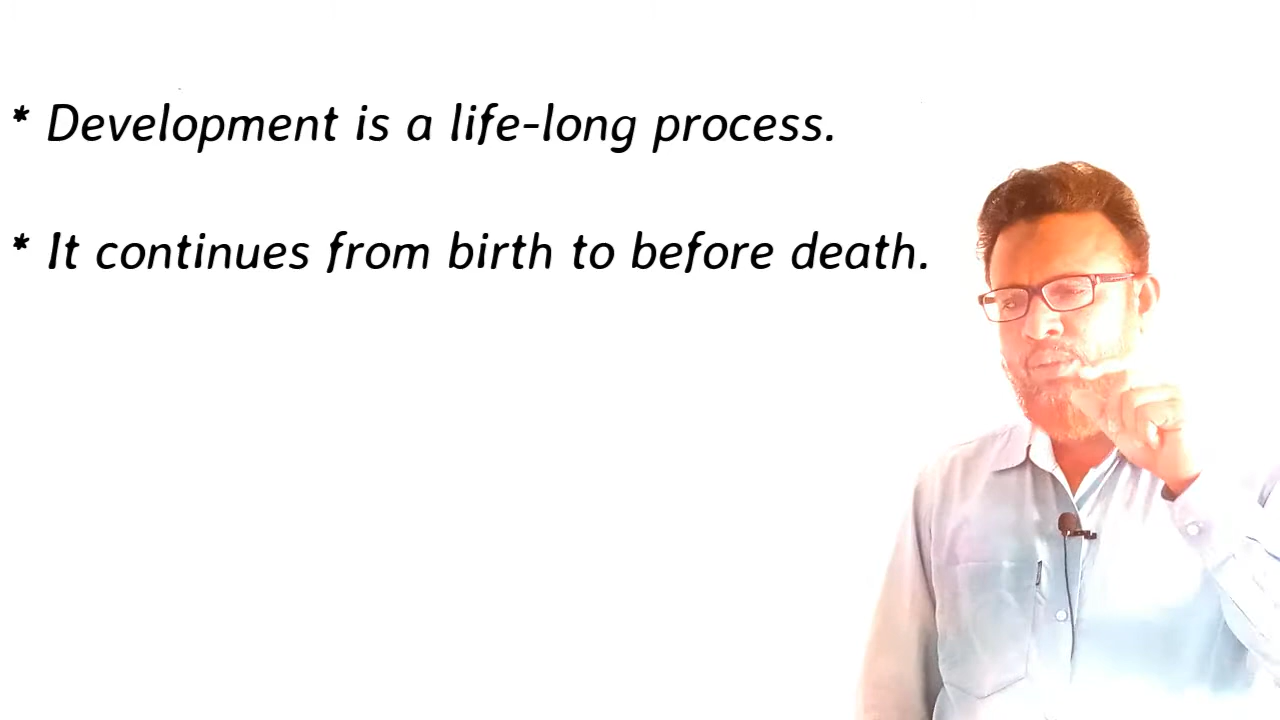 * Development is a life-long process.
* It continues from birth to before death.